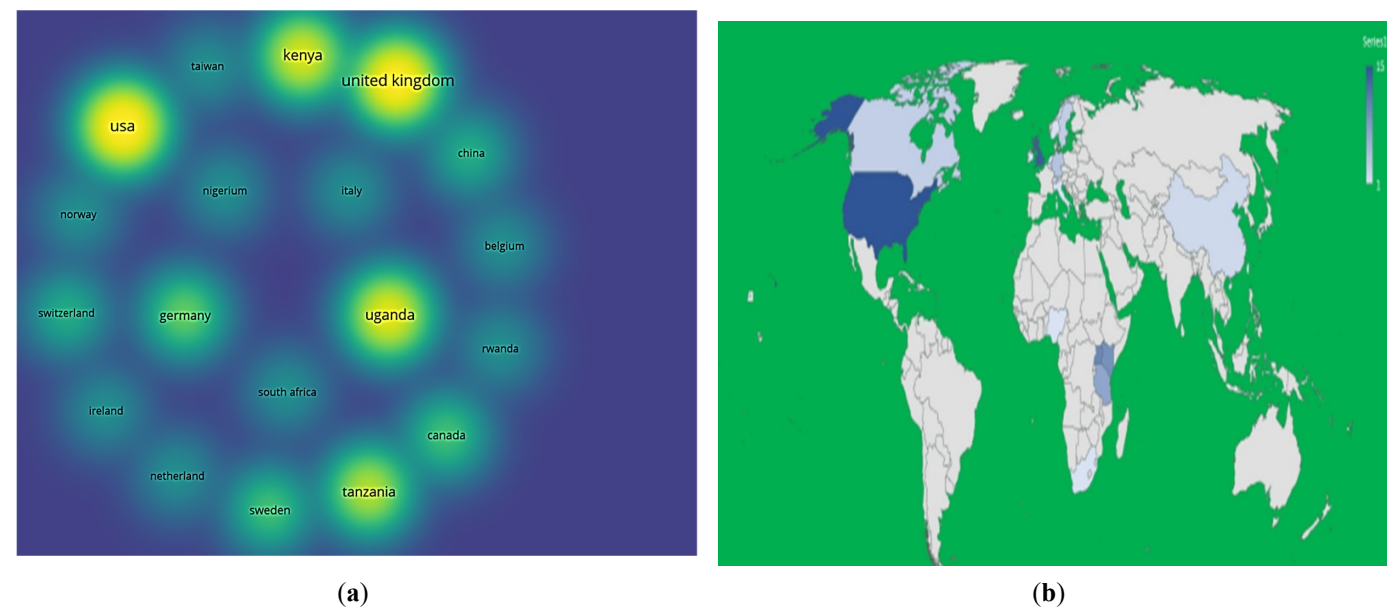 kenya
taiwan
united kingdom
usa
china
nigerium
italy
norway
belgium
switzerland
germany
uganda
rwanda
south africa
ireland
canada
netherland
tanzania
sweden
(a)
Series1
15
1
(b)